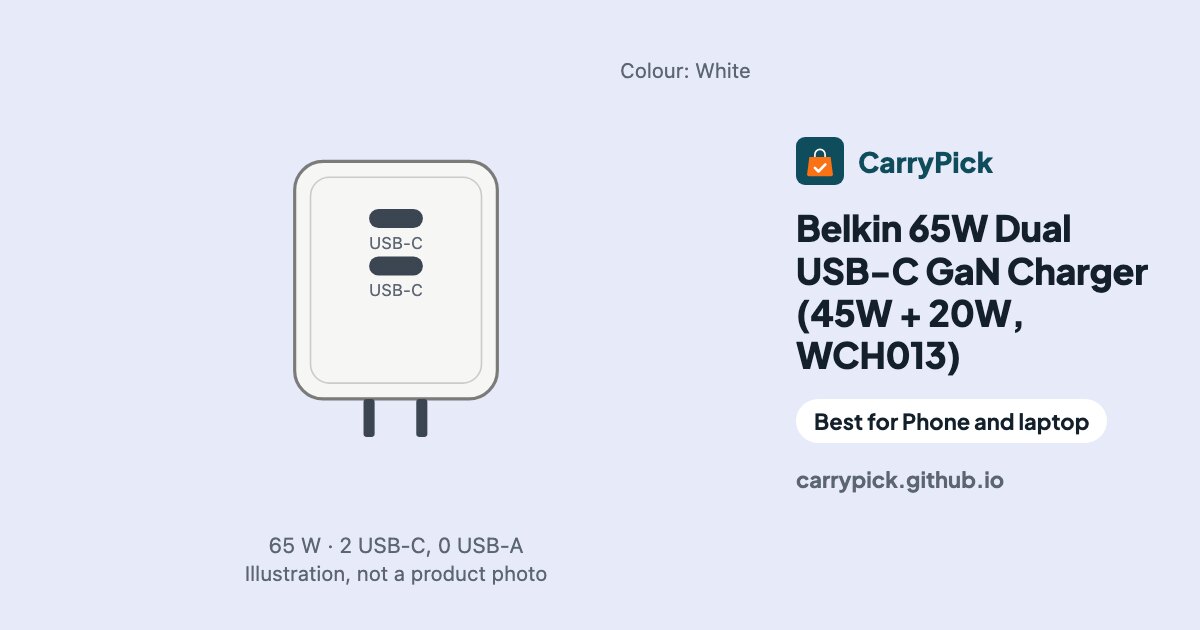 Colour: White
USB-C
USB-C
65 W · 2 USB-C, 0 USB-A
Illustration, not a product photo
CarryPick
Belkin 65W Dual
USB-C GaN Charger
(45W + 20W,
WCH013)
Best for Phone and laptop
carrypick.github.io